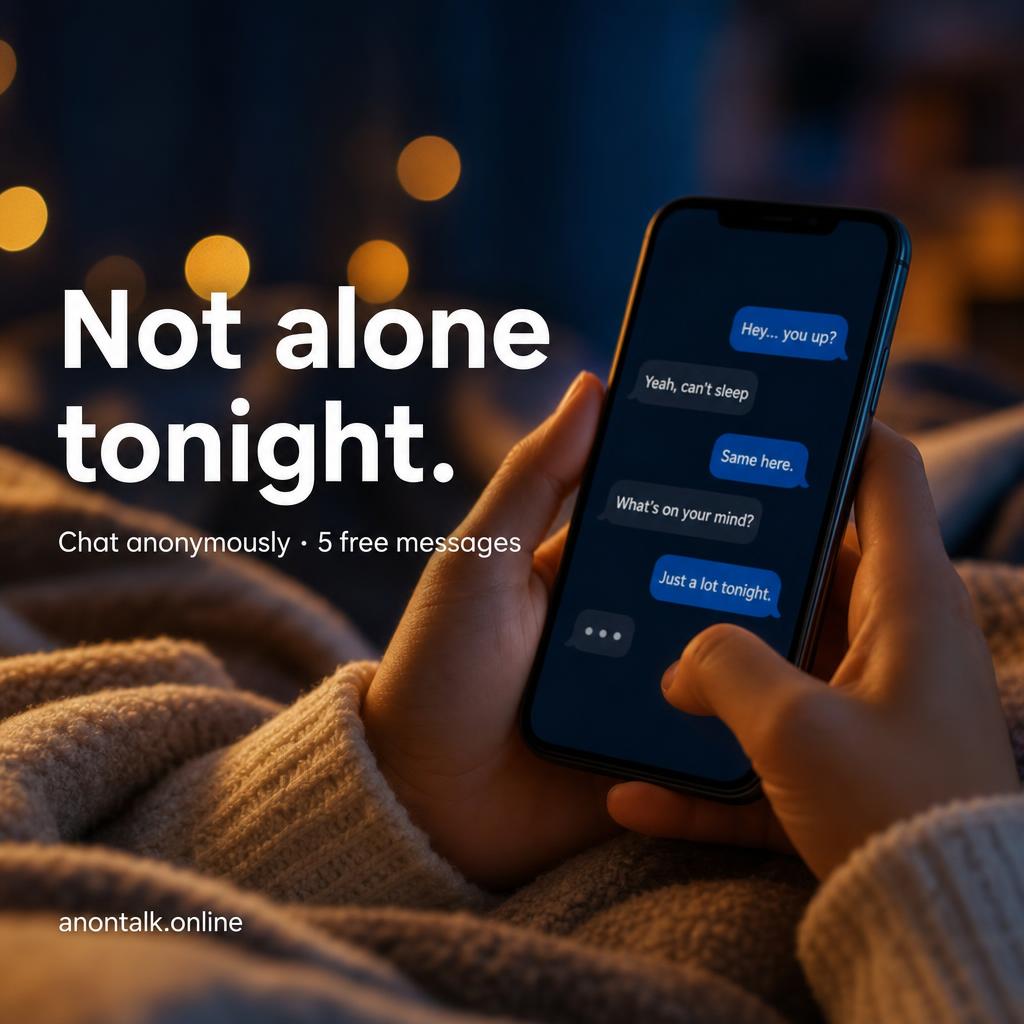 Not alone
tonight.
Chat anonymously • 5 free messages
Hey... you up?
Yeah, can't sleep
Same here.
What's on your mind?
Just a lot tonight.
anontalk.online